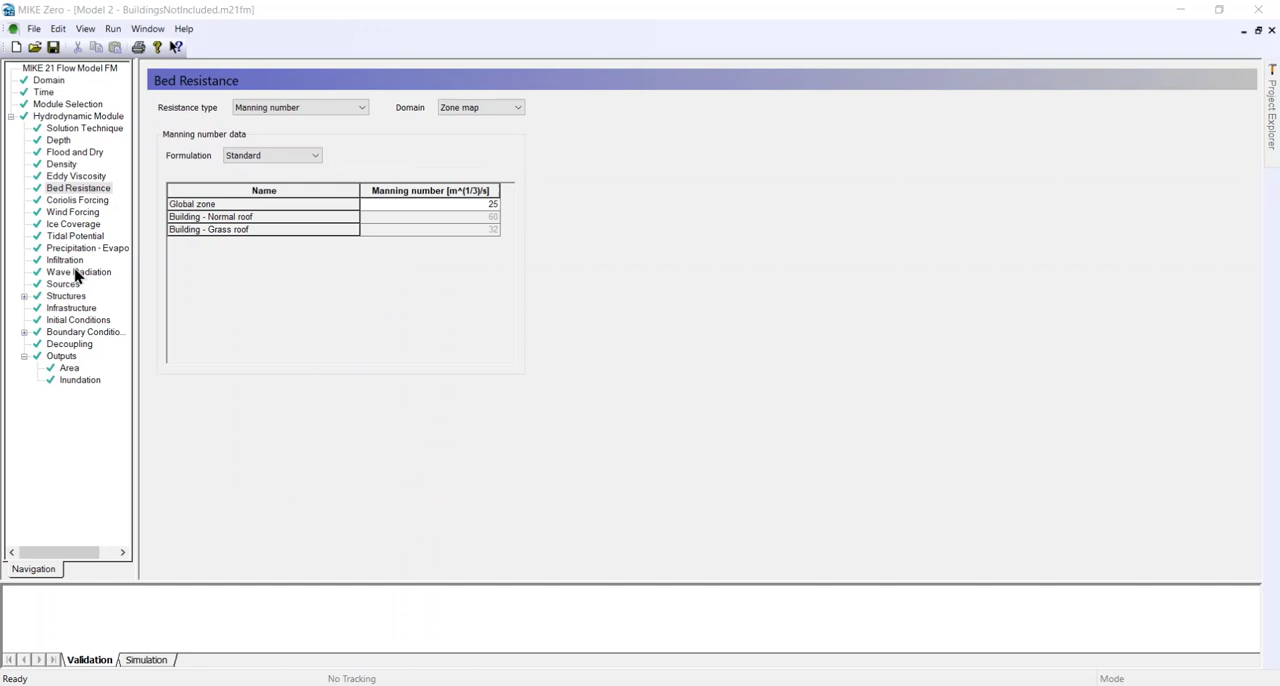 MIKE Zero - [Model 2 - BuildingsNotIncluded.m21fm]
File Edit View Run Window Help
MIKE 21 Flow Model FM
Domain
Time
Module Selection
Hydrodynamic Module
Solution Technique
Depth
Flood and Dry
Density
Eddy Viscosity
Bed Resistance
Coriolis Forcing
Wind Forcing
Ice Coverage
Tidal Potential
Precipitation - Evapo
Infiltration
Wave Radiation
Sources
Structures
Infrastructure
Initial Conditions
Boundary Conditio...
Decoupling
Outputs
Area
Inundation
Navigation
Bed Resistance
Resistance type Manning number Domain Zone map
Manning number data
Formulation Standard
Name Manning number [m^(1/3)/s]
Global zone 25
Building - Normal roof 60
Building - Grass roof 32
Project Explorer
Validation Simulation
Ready No Tracking Mode